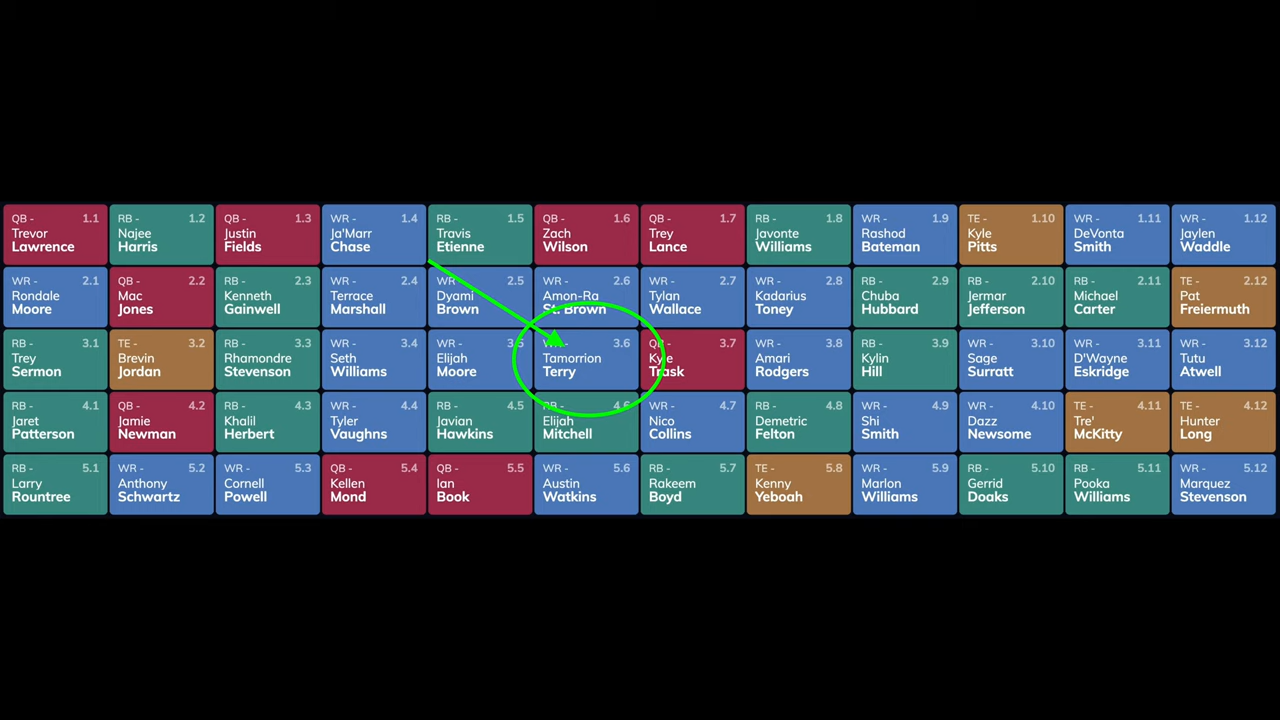 QB - 1.1
Trevor
Lawrence
RB - 1.2
Najee
Harris
QB - 1.3
Justin
Fields
WR - 1.4
Ja'Marr
Chase
RB - 1.5
Travis
Etienne
QB - 1.6
Zach
Wilson
QB - 1.7
Trey
Lance
RB - 1.8
Javonte
Williams
WR - 1.9
Rashod
Bateman
TE - 1.10
Kyle
Pitts
WR - 1.11
DeVonta
Smith
WR - 1.12
Jaylen
Waddle
WR - 2.1
Rondale
Moore
QB - 2.2
Mac
Jones
RB - 2.3
Kenneth
Gainwell
WR - 2.4
Terrace
Marshall
WR - 2.5
Dyami
Brown
WR - 2.6
Amon-Ra
St. Brown
WR - 2.7
Tylan
Wallace
WR - 2.8
Kadarius
Toney
RB - 2.9
Chuba
Hubbard
RB - 2.10
Jermar
Jefferson
RB - 2.11
Michael
Carter
TE - 2.12
Pat
Freiermuth
RB - 3.1
Trey
Sermon
TE - 3.2
Brevin
Jordan
RB - 3.3
Rhamondre
Stevenson
WR - 3.4
Seth
Williams
WR - 3.5
Elijah
Moore
WR - 3.6
Tamorrion
Terry
QB - 3.7
Kyle
Trask
WR - 3.8
Amari
Rodgers
RB - 3.9
Kylin
Hill
WR - 3.10
Sage
Surratt
WR - 3.11
D'Wayne
Eskridge
WR - 3.12
Tutu
Atwell
RB - 4.1
Jaret
Patterson
QB - 4.2
Jamie
Newman
RB - 4.3
Khalil
Herbert
WR - 4.4
Tyler
Vaughns
RB - 4.5
Javian
Hawkins
RB - 4.6
Elijah
Mitchell
WR - 4.7
Nico
Collins
RB - 4.8
Demetric
Felton
WR - 4.9
Shi
Smith
WR - 4.10
Dazz
Newsome
TE - 4.11
Tre'
McKitty
TE - 4.12
Hunter
Long
RB - 5.1
Larry
Rountree
WR - 5.2
Anthony
Schwartz
WR - 5.3
Cornell
Powell
QB - 5.4
Kellen
Mond
QB - 5.5
Ian
Book
WR - 5.6
Austin
Watkins
RB - 5.7
Rakeem
Boyd
TE - 5.8
Kenny
Yeboah
WR - 5.9
Marlon
Williams
RB - 5.10
Gerrid
Doaks
RB - 5.11
Pooka
Williams
WR - 5.12
Marquez
Stevenson